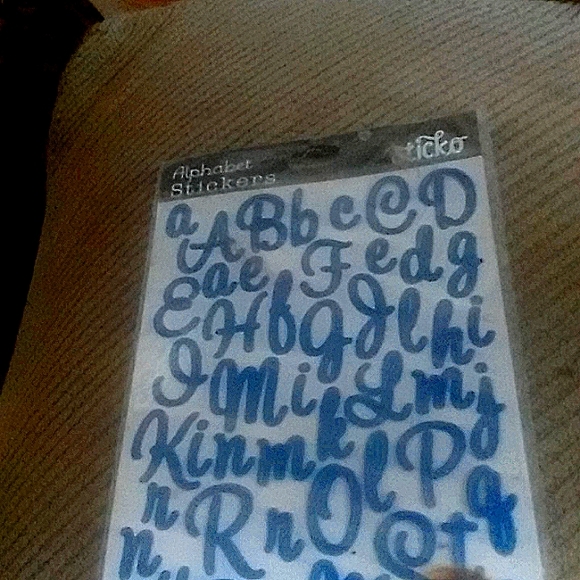 Alphabet sticko
Stickers
a A B b c C D
a e F e d g
E H f G J l h i
I M i L m j
K i n m k l P q
r R n O S t
n